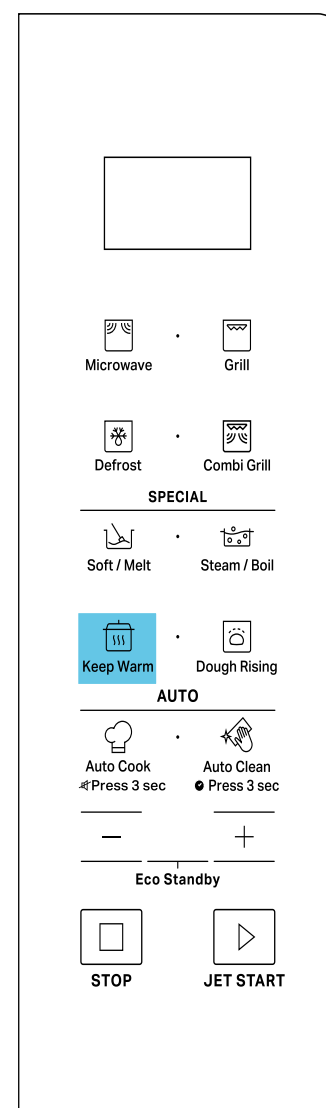 Microwave Grill
Defrost Combi Grill
SPECIAL
Soft / Melt Steam / Boil
Keep Warm Dough Rising
AUTO
Auto Cook Auto Clean
Press 3 sec Press 3 sec
− +
Eco Standby
STOP JET START